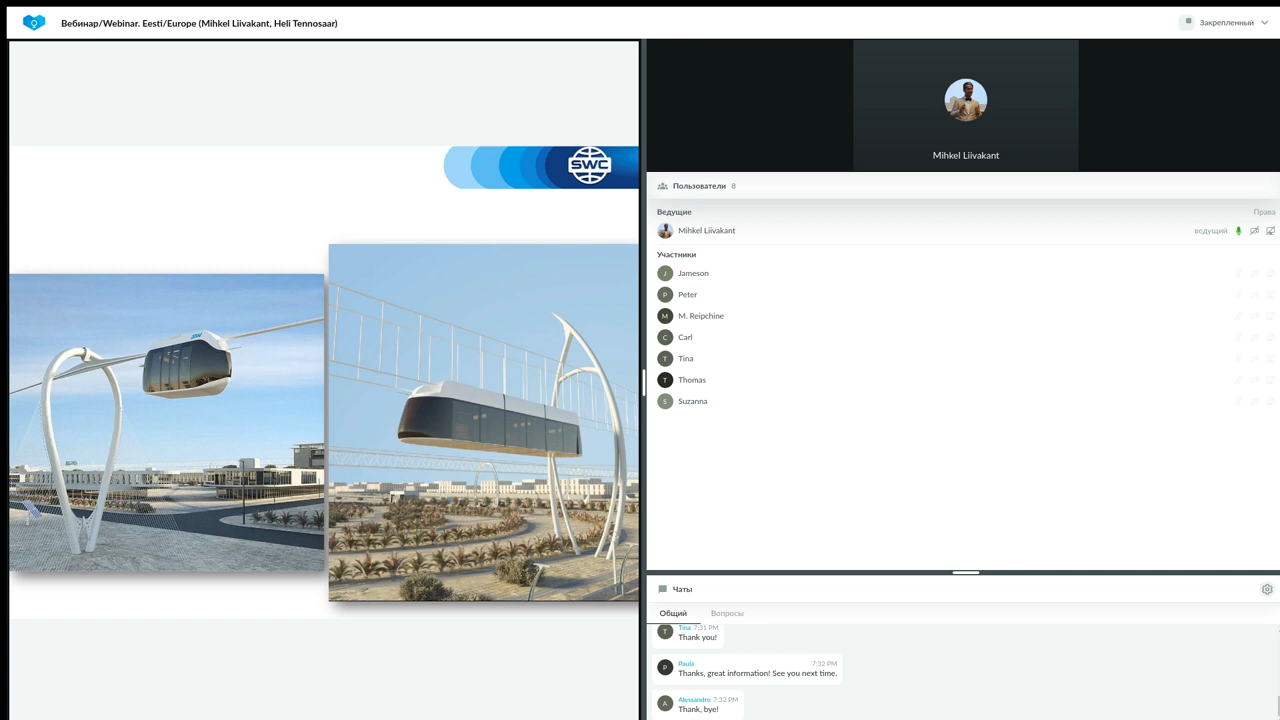 Вебинар/Webinar. Eesti/Europe (Mihkel Liivakant, Heli Tennosaar)
Закрепленный
SWC
Mihkel Liivakant
Пользователи 8
Ведущие Права
Mihkel Liivakant ведущий
Участники
J Jameson
P Peter
M M. Reipchine
C Carl
T Tina
T Thomas
S Suzanna
Чаты
Общий Вопросы
T Tina 7:31 PM
Thank you!
P Paula 7:32 PM
Thanks, great information! See you next time.
A Alessandro 7:32 PM
Thank, bye!